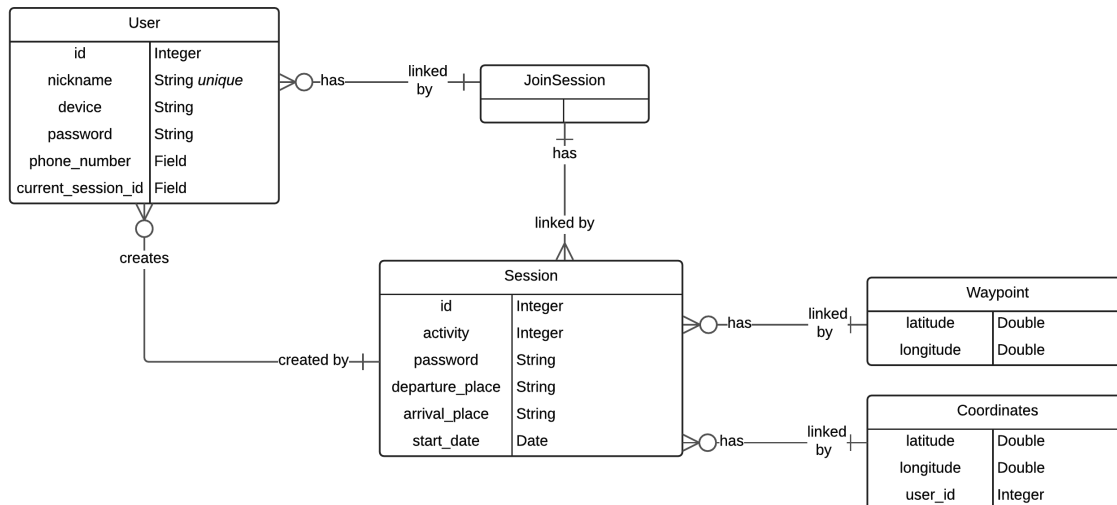 User
id Integer
nickname String unique
device String
password String
phone_number Field
current_session_id Field
has
linked
by
JoinSession
has
linked by
creates
created by
Session
id Integer
activity Integer
password String
departure_place String
arrival_place String
start_date Date
has
linked
by
Waypoint
latitude Double
longitude Double
has
linked
by
Coordinates
latitude Double
longitude Double
user_id Integer